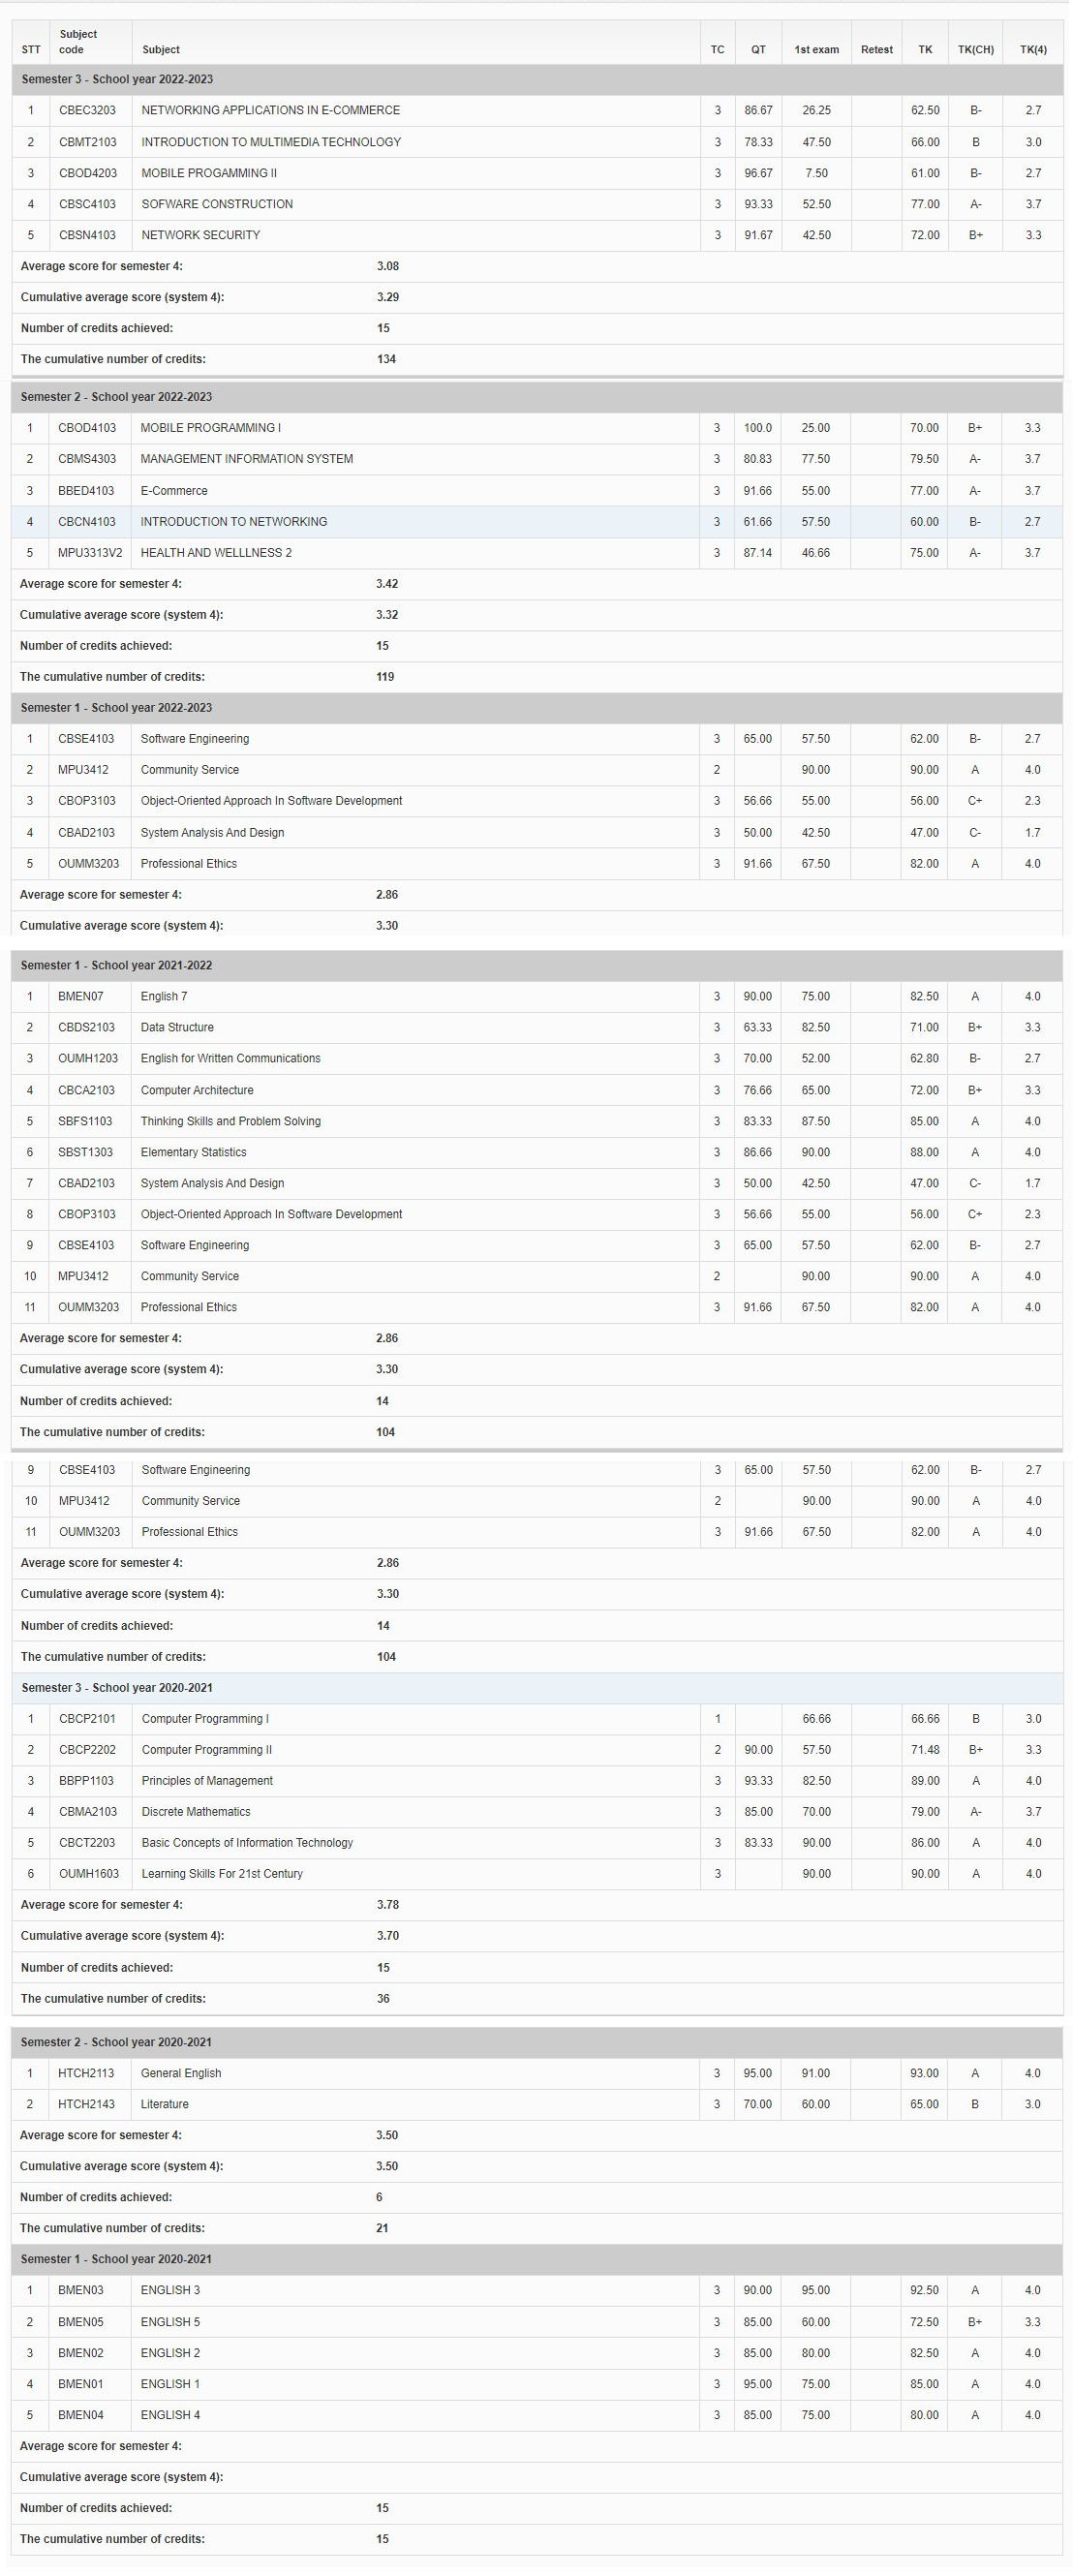 STT Subject code Subject TC QT 1st exam Retest TK TK(CH) TK(4)
Semester 3 - School year 2022-2023
1 CBEC3203 NETWORKING APPLICATIONS IN E-COMMERCE 3 86.67 26.25 62.50 B- 2.7
2 CBMT2103 INTRODUCTION TO MULTIMEDIA TECHNOLOGY 3 78.33 47.50 66.00 B 3.0
3 CBOD4203 MOBILE PROGAMMING II 3 96.67 7.50 61.00 B- 2.7
4 CBSC4103 SOFWARE CONSTRUCTION 3 93.33 52.50 77.00 A- 3.7
5 CBSN4103 NETWORK SECURITY 3 91.67 42.50 72.00 B+ 3.3
Average score for semester 4: 3.08
Cumulative average score (system 4): 3.29
Number of credits achieved: 15
The cumulative number of credits: 134
Semester 2 - School year 2022-2023
1 CBOD4103 MOBILE PROGRAMMING I 3 100.0 25.00 70.00 B+ 3.3
2 CBMS4303 MANAGEMENT INFORMATION SYSTEM 3 80.83 77.50 79.50 A- 3.7
3 BBED4103 E-Commerce 3 91.66 55.00 77.00 A- 3.7
4 CBCN4103 INTRODUCTION TO NETWORKING 3 61.66 57.50 60.00 B- 2.7
5 MPU3313V2 HEALTH AND WELLLNESS 2 3 87.14 46.66 75.00 A- 3.7
Average score for semester 4: 3.42
Cumulative average score (system 4): 3.32
Number of credits achieved: 15
The cumulative number of credits: 119
Semester 1 - School year 2022-2023
1 CBSE4103 Software Engineering 3 65.00 57.50 62.00 B- 2.7
2 MPU3412 Community Service 2 90.00 90.00 A 4.0
3 CBOP3103 Object-Oriented Approach In Software Development 3 56.66 55.00 56.00 C+ 2.3
4 CBAD2103 System Analysis And Design 3 50.00 42.50 47.00 C- 1.7
5 OUMM3203 Professional Ethics 3 91.66 67.50 82.00 A 4.0
Average score for semester 4: 2.86
Cumulative average score (system 4): 3.30
Semester 1 - School year 2021-2022
1 BMEN07 English 7 3 90.00 75.00 82.50 A 4.0
2 CBDS2103 Data Structure 3 63.33 82.50 71.00 B+ 3.3
3 OUMH1203 English for Written Communications 3 70.00 52.00 62.80 B- 2.7
4 CBCA2103 Computer Architecture 3 76.66 65.00 72.00 B+ 3.3
5 SBFS1103 Thinking Skills and Problem Solving 3 83.33 87.50 85.00 A 4.0
6 SBST1303 Elementary Statistics 3 86.66 90.00 88.00 A 4.0
7 CBAD2103 System Analysis And Design 3 50.00 42.50 47.00 C- 1.7
8 CBOP3103 Object-Oriented Approach In Software Development 3 56.66 55.00 56.00 C+ 2.3
9 CBSE4103 Software Engineering 3 65.00 57.50 62.00 B- 2.7
10 MPU3412 Community Service 2 90.00 90.00 A 4.0
11 OUMM3203 Professional Ethics 3 91.66 67.50 82.00 A 4.0
Average score for semester 4: 2.86
Cumulative average score (system 4): 3.30
Number of credits achieved: 14
The cumulative number of credits: 104
9 CBSE4103 Software Engineering 3 65.00 57.50 62.00 B- 2.7
10 MPU3412 Community Service 2 90.00 90.00 A 4.0
11 OUMM3203 Professional Ethics 3 91.66 67.50 82.00 A 4.0
Average score for semester 4: 2.86
Cumulative average score (system 4): 3.30
Number of credits achieved: 14
The cumulative number of credits: 104
Semester 3 - School year 2020-2021
1 CBCP2101 Computer Programming I 1 66.66 66.66 B 3.0
2 CBCP2202 Computer Programming II 2 90.00 57.50 71.48 B+ 3.3
3 BBPP1103 Principles of Management 3 93.33 82.50 89.00 A 4.0
4 CBMA2103 Discrete Mathematics 3 85.00 70.00 79.00 A- 3.7
5 CBCT2203 Basic Concepts of Information Technology 3 83.33 90.00 86.00 A 4.0
6 OUMH1603 Learning Skills For 21st Century 3 90.00 90.00 A 4.0
Average score for semester 4: 3.78
Cumulative average score (system 4): 3.70
Number of credits achieved: 15
The cumulative number of credits: 36
Semester 2 - School year 2020-2021
1 HTCH2113 General English 3 95.00 91.00 93.00 A 4.0
2 HTCH2143 Literature 3 70.00 60.00 65.00 B 3.0
Average score for semester 4: 3.50
Cumulative average score (system 4): 3.50
Number of credits achieved: 6
The cumulative number of credits: 21
Semester 1 - School year 2020-2021
1 BMEN03 ENGLISH 3 3 90.00 95.00 92.50 A 4.0
2 BMEN05 ENGLISH 5 3 85.00 60.00 72.50 B+ 3.3
3 BMEN02 ENGLISH 2 3 85.00 80.00 82.50 A 4.0
4 BMEN01 ENGLISH 1 3 95.00 75.00 85.00 A 4.0
5 BMEN04 ENGLISH 4 3 85.00 75.00 80.00 A 4.0
Average score for semester 4:
Cumulative average score (system 4):
Number of credits achieved: 15
The cumulative number of credits: 15